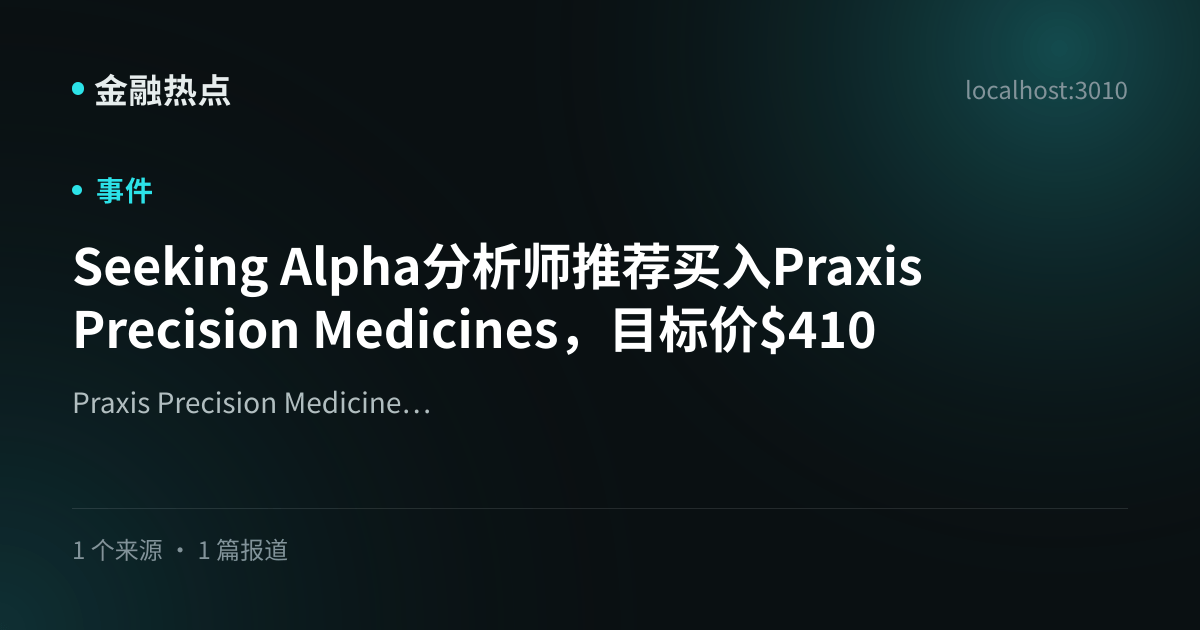 金融热点
localhost:3010
事件
Seeking Alpha分析师推荐买入Praxis
Precision Medicines，目标价$410
Praxis Precision Medicine…
1 个来源 · 1 篇报道